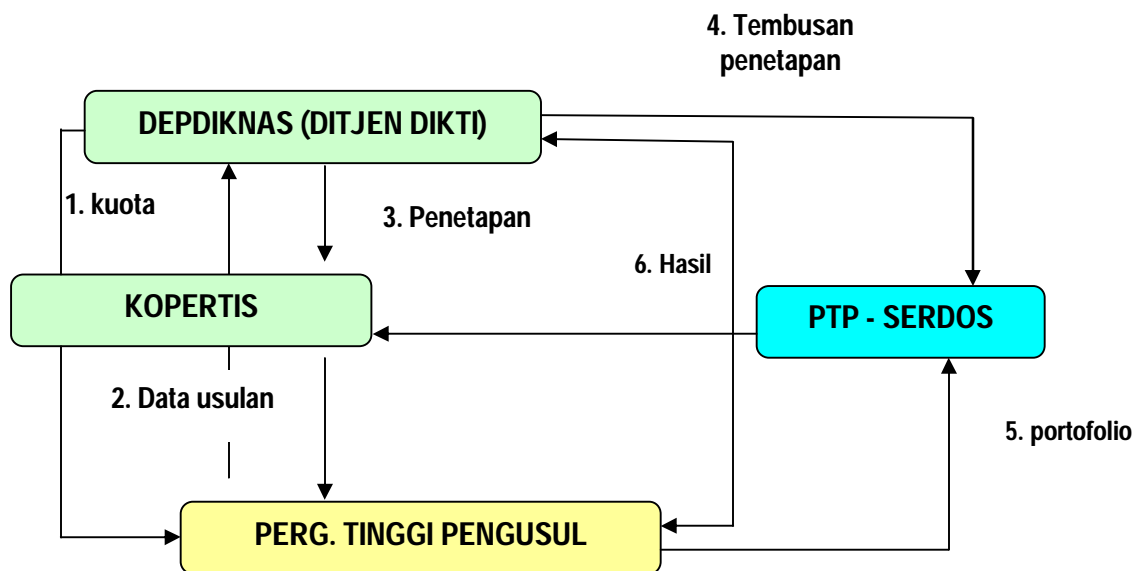 4. Tembusan
penetapan
DEPDIKNAS (DITJEN DIKTI)
1. kuota
3. Penetapan
6. Hasil
KOPERTIS
PTP - SERDOS
2. Data usulan
5. portofolio
PERG. TINGGI PENGUSUL